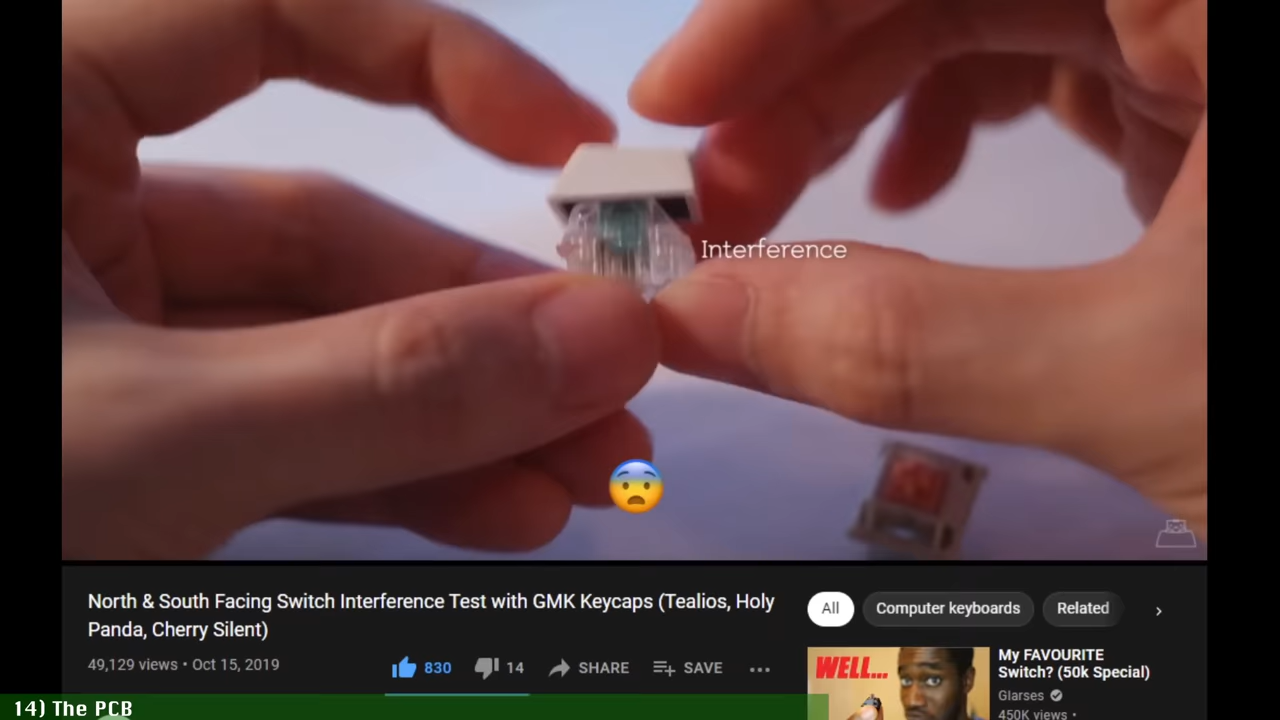 Interference
North & South Facing Switch Interference Test with GMK Keycaps (Tealios, Holy
Panda, Cherry Silent)
49,129 views • Oct 15, 2019
830
14
SHARE
SAVE
All
Computer keyboards
Related
WELL...
My FAVOURITE
Switch? (50k Special)
Glarses
450K views •
14) The PCB